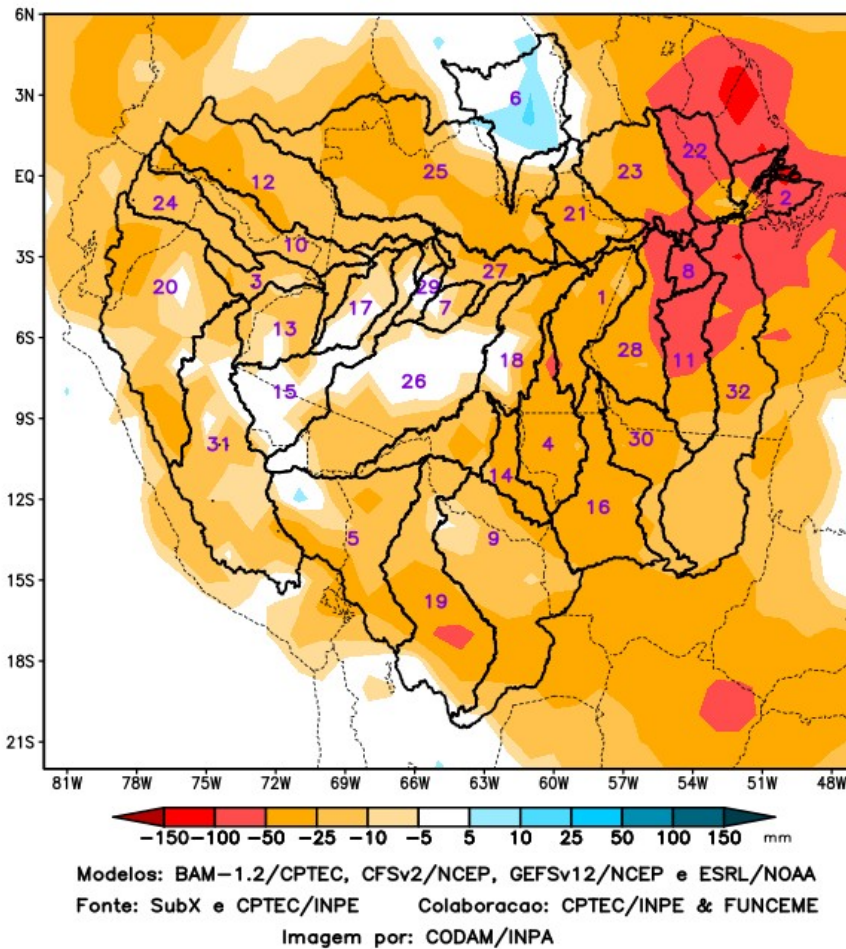 6N
3N
EQ
3S
6S
9S
12S
15S
18S
21S
6
22
2
23
25
12
24
21
10
8
27
3
29
20
1
17
7
13
28
18
11
26
15
32
31
4
30
14
16
5
9
19
81W 78W 75W 72W 69W 66W 63W 60W 57W 54W 51W 48W
−150 −100 −50 −25 −10 −5 5 10 25 50 100 150 mm
Modelos: BAM−1.2/CPTEC, CFSv2/NCEP, GEFSv12/NCEP e ESRL/NOAA
Fonte: SubX e CPTEC/INPE Colaboracao: CPTEC/INPE & FUNCEME
Imagem por: CODAM/INPA